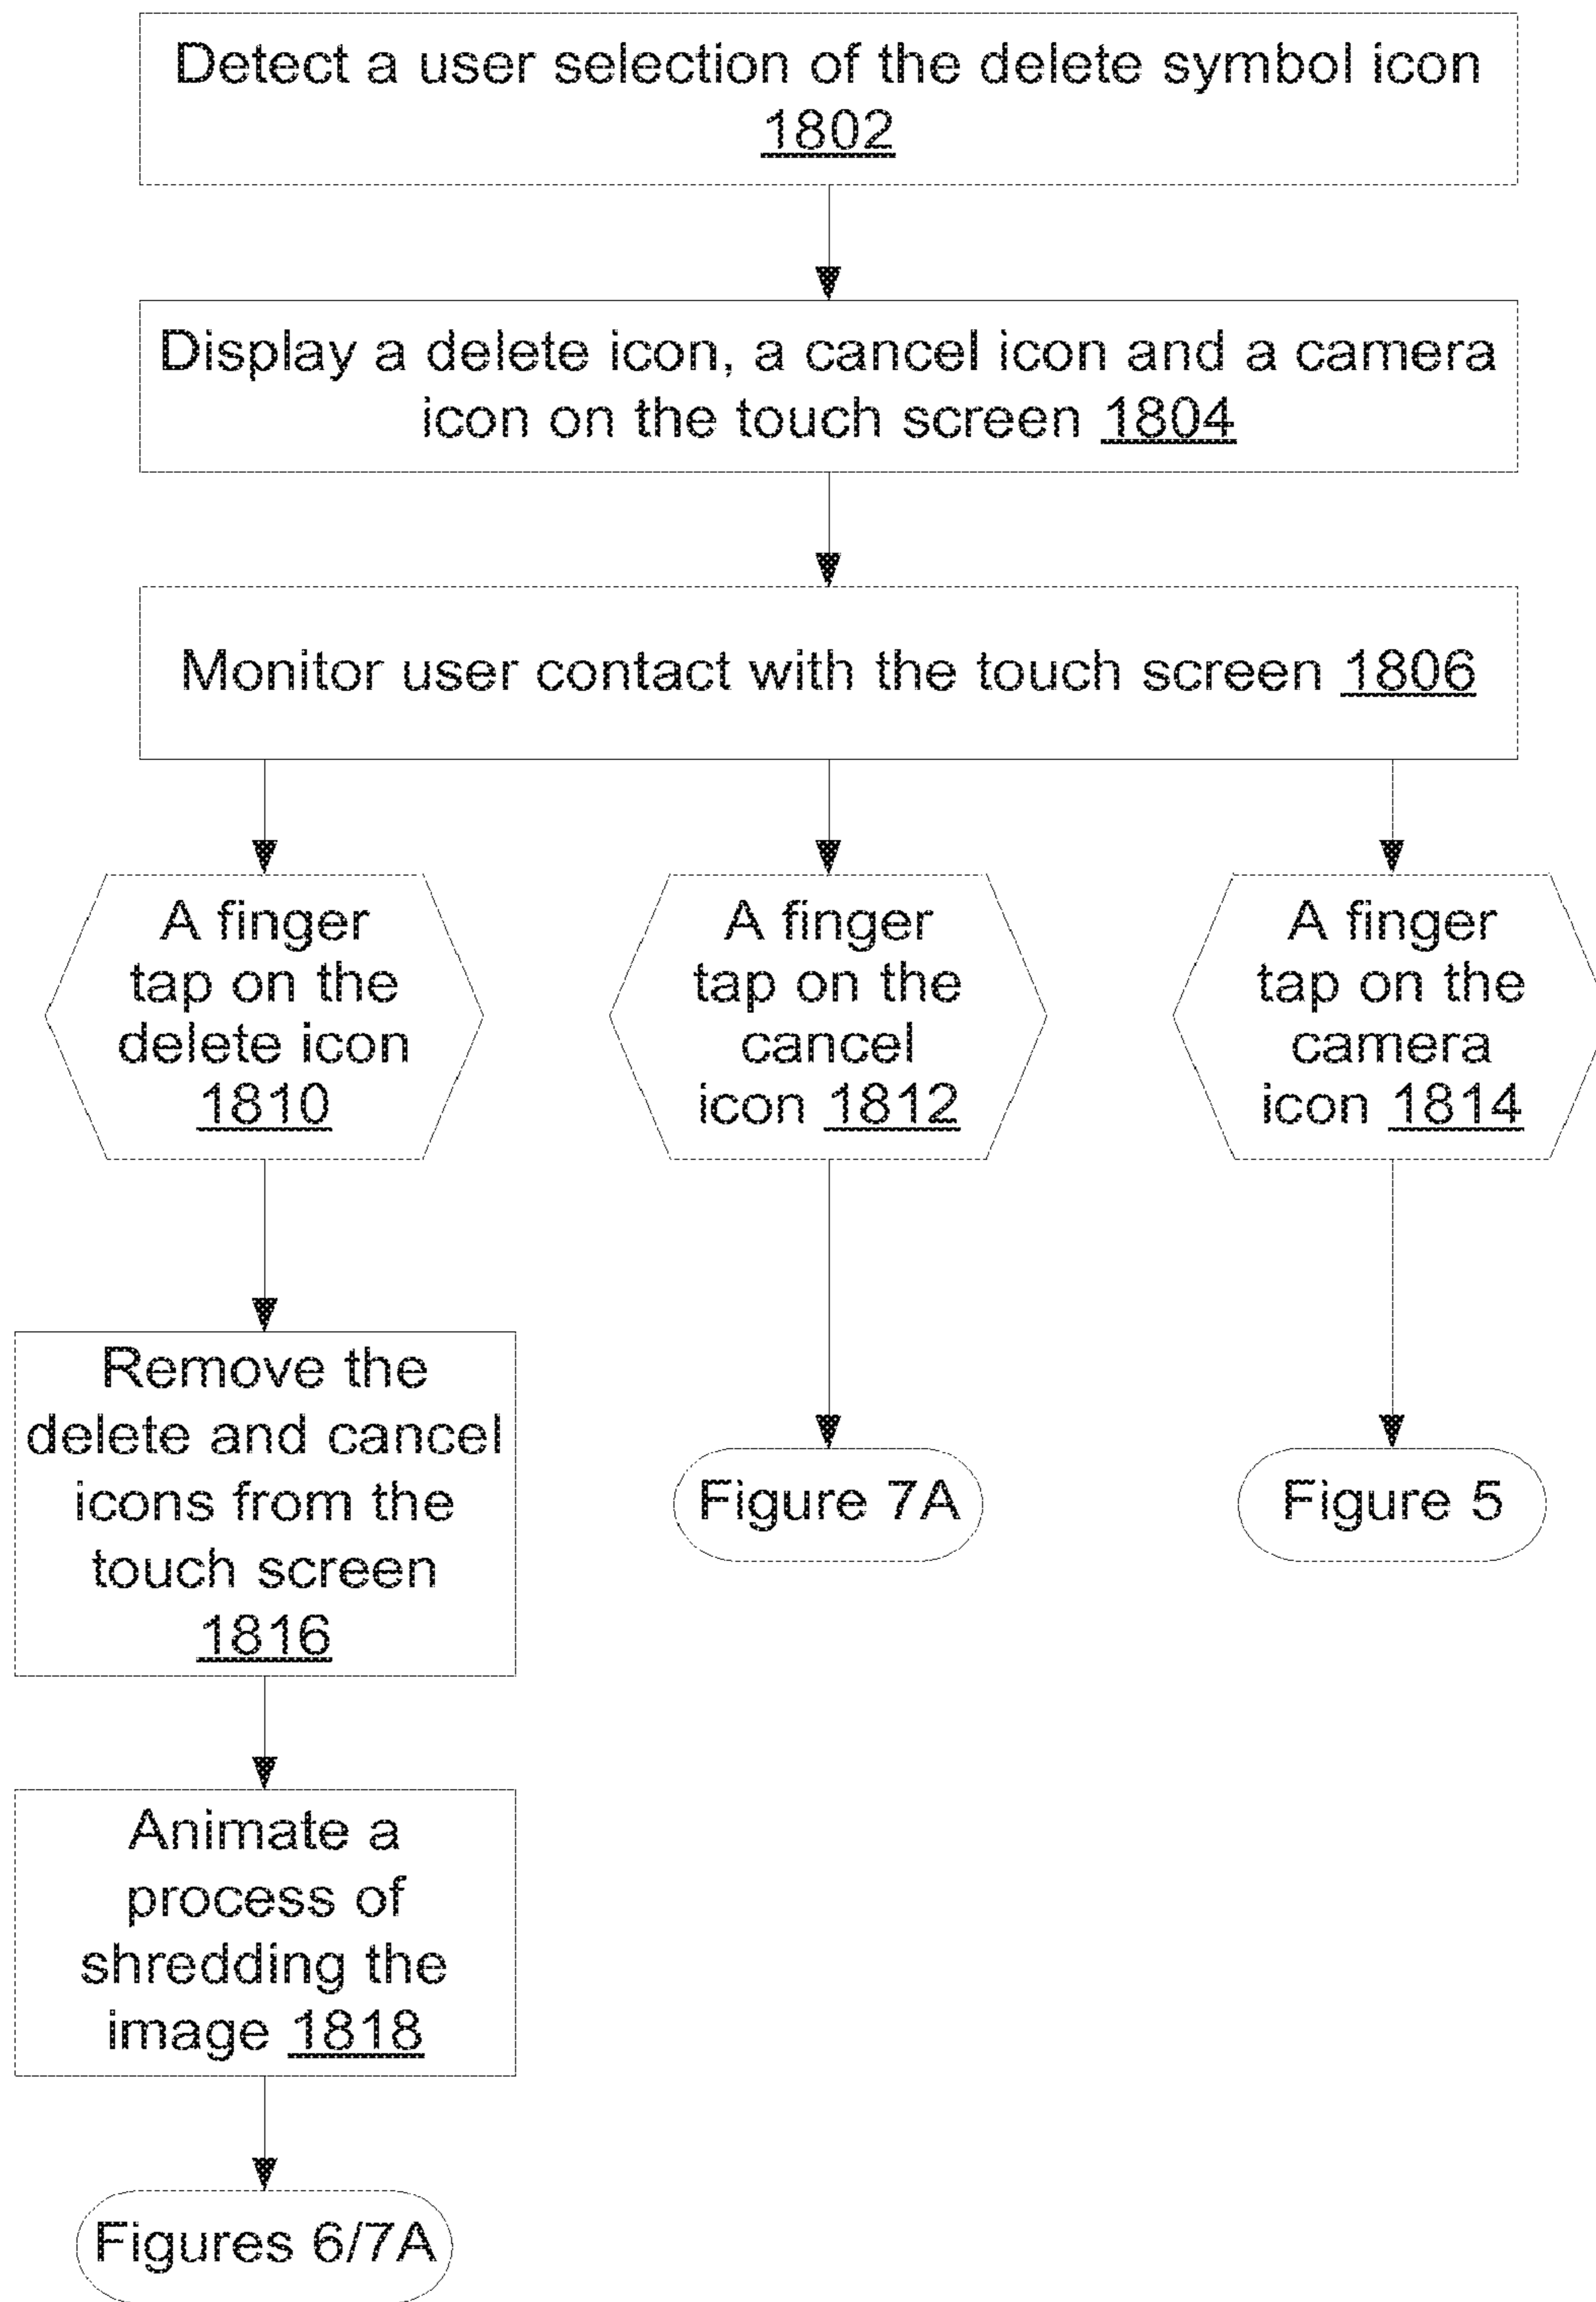 Detect a user selection of the delete symbol icon
1802
Display a delete icon, a cancel icon and a camera
icon on the touch screen 1804
Monitor user contact with the touch screen 1806
A finger
tap on the
delete icon
1810
A finger
tap on the
cancel
icon 1812
A finger
tap on the
camera
icon 1814
Remove the
delete and cancel
icons from the
touch screen
1816
Figure 7A
Figure 5
Animate a
process of
shredding the
image 1818
Figures 6/7A